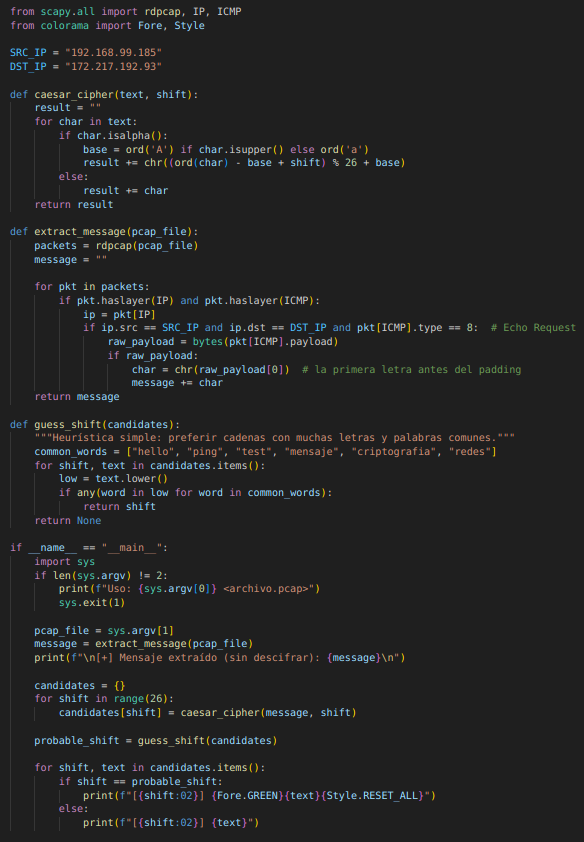 from scapy.all import rdpcap, IP, ICMP
from colorama import Fore, Style

SRC_IP = "192.168.99.185"
DST_IP = "172.217.192.93"

def caesar_cipher(text, shift):
    result = ""
    for char in text:
        if char.isalpha():
            base = ord('A') if char.isupper() else ord('a')
            result += chr((ord(char) - base + shift) % 26 + base)
        else:
            result += char
    return result

def extract_message(pcap_file):
    packets = rdpcap(pcap_file)
    message = ""

    for pkt in packets:
        if pkt.haslayer(IP) and pkt.haslayer(ICMP):
            ip = pkt[IP]
            if ip.src == SRC_IP and ip.dst == DST_IP and pkt[ICMP].type == 8:  # Echo Request
                raw_payload = bytes(pkt[ICMP].payload)
                if raw_payload:
                    char = chr(raw_payload[0])  # la primera letra antes del padding
                    message += char
    return message

def guess_shift(candidates):
    """Heurística simple: preferir cadenas con muchas letras y palabras comunes."""
    common_words = ["hello", "ping", "test", "mensaje", "criptografia", "redes"]
    for shift, text in candidates.items():
        low = text.lower()
        if any(word in low for word in common_words):
            return shift
    return None

if __name__ == "__main__":
    import sys
    if len(sys.argv) != 2:
        print(f"Uso: {sys.argv[0]} <archivo.pcap>")
        sys.exit(1)

    pcap_file = sys.argv[1]
    message = extract_message(pcap_file)
    print(f"\n[+] Mensaje extraído (sin descifrar): {message}\n")

    candidates = {}
    for shift in range(26):
        candidates[shift] = caesar_cipher(message, shift)

    probable_shift = guess_shift(candidates)

    for shift, text in candidates.items():
        if shift == probable_shift:
            print(f"[{shift:02}] {Fore.GREEN}{text}{Style.RESET_ALL}")
        else:
            print(f"[{shift:02}] {text}")